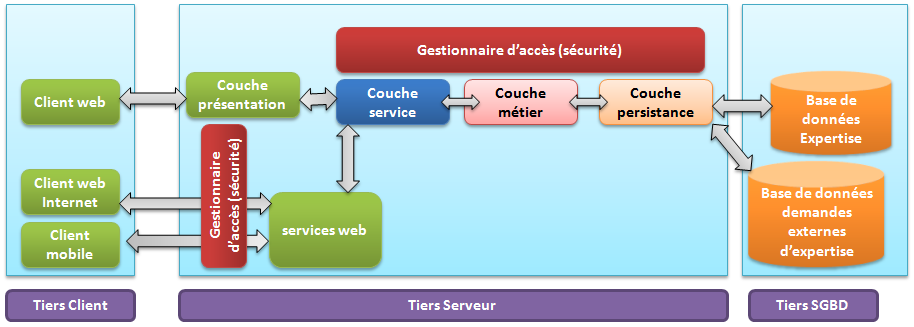 Gestionnaire d'accès (sécurité)
Client web
Couche
présentation
Couche
service
Couche
métier
Couche
persistance
Base de
données
Expertise
Gestionnaire
d'accès (sécurité)
Client web
Internet
Client
mobile
services web
Base de données
demandes
externes
d'expertise
Tiers Client
Tiers Serveur
Tiers SGBD